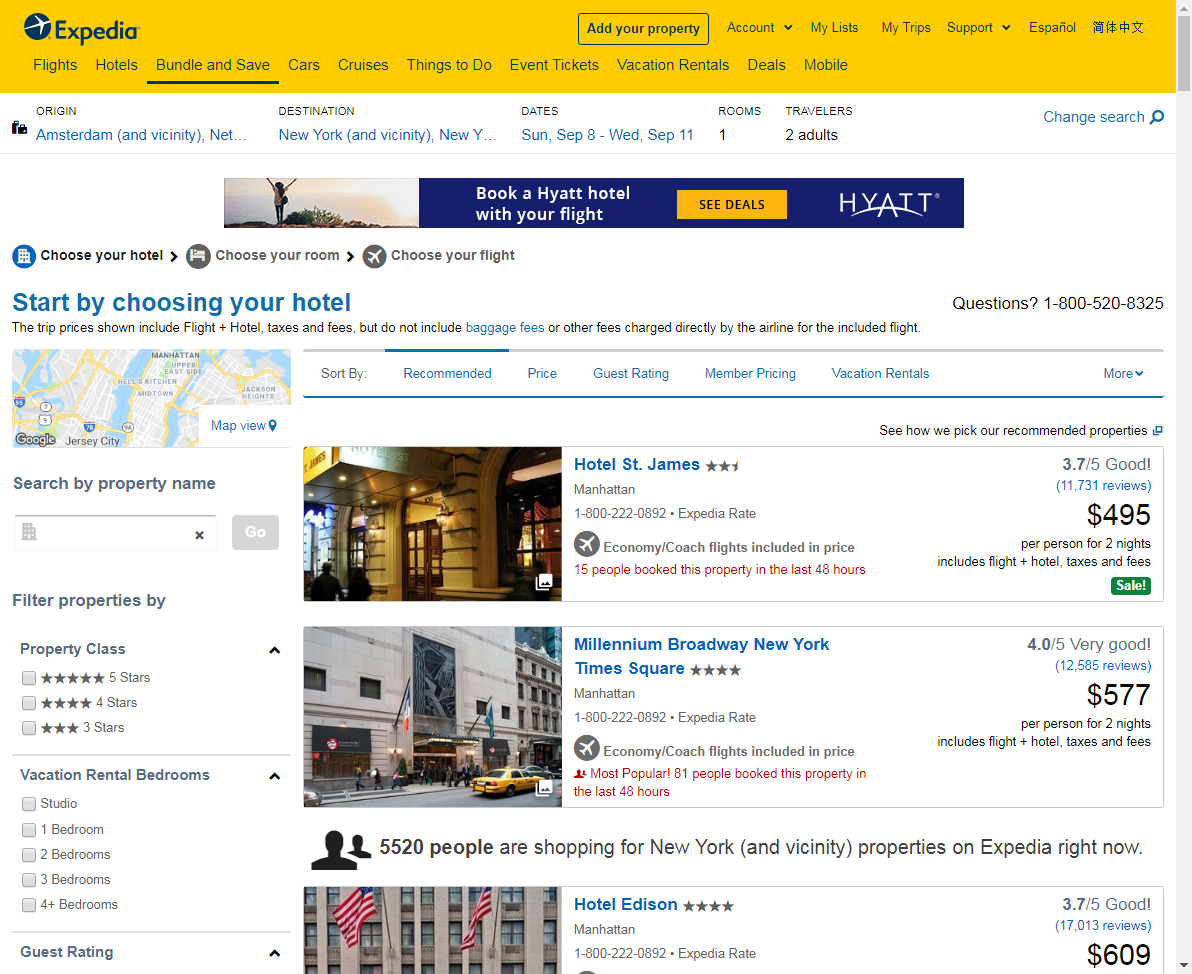 Expedia
Add your property
Account
My Lists
My Trips
Support
Español
简体中文
Flights
Hotels
Bundle and Save
Cars
Cruises
Things to Do
Event Tickets
Vacation Rentals
Deals
Mobile
ORIGIN
Amsterdam (and vicinity), Net...
DESTINATION
New York (and vicinity), New Y...
DATES
Sun, Sep 8 - Wed, Sep 11
ROOMS
1
TRAVELERS
2 adults
Change search
Book a Hyatt hotel
with your flight
SEE DEALS
HYATT®
Choose your hotel
Choose your room
Choose your flight
Start by choosing your hotel
Questions? 1-800-520-8325
The trip prices shown include Flight + Hotel, taxes and fees, but do not include baggage fees or other fees charged directly by the airline for the included flight.
MANHATTAN
UPPER
EAST SIDE
HELL'S KITCHEN
MIDTOWN
JACKSON
HEIGHTS
95
7
9
78
9A
Google
Jersey City
Map view
Sort By:
Recommended
Price
Guest Rating
Member Pricing
Vacation Rentals
More
See how we pick our recommended properties
Search by property name
Go
Filter properties by
Property Class
5 Stars
4 Stars
3 Stars
Vacation Rental Bedrooms
Studio
1 Bedroom
2 Bedrooms
3 Bedrooms
4+ Bedrooms
Guest Rating
ST. JAMES
HOTEL ST
109
Hotel St. James
Manhattan
1-800-222-0892 • Expedia Rate
Economy/Coach flights included in price
15 people booked this property in the last 48 hours
3.7/5 Good!
(11,731 reviews)
$495
per person for 2 nights
includes flight + hotel, taxes and fees
Sale!
Millennium Broadway New York
Times Square
Manhattan
1-800-222-0892 • Expedia Rate
Economy/Coach flights included in price
Most Popular! 81 people booked this property in
the last 48 hours
4.0/5 Very good!
(12,585 reviews)
$577
per person for 2 nights
includes flight + hotel, taxes and fees
5520 people are shopping for New York (and vicinity) properties on Expedia right now.
Hotel Edison
Manhattan
1-800-222-0892 • Expedia Rate
3.7/5 Good!
(17,013 reviews)
$609